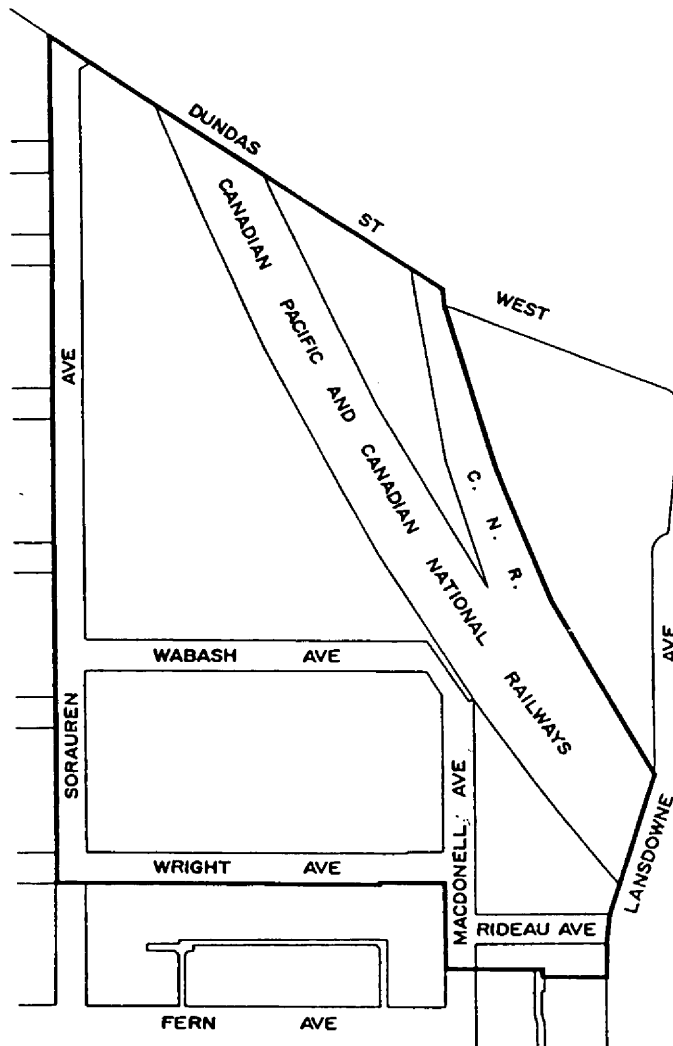 DUNDAS ST WEST
CANADIAN PACIFIC AND CANADIAN NATIONAL RAILWAYS
C. N. R.
AVE
SORAUREN
WABASH AVE
AVE
LANSDOWNE
MACDONELL AVE
WRIGHT AVE
RIDEAU AVE
FERN AVE